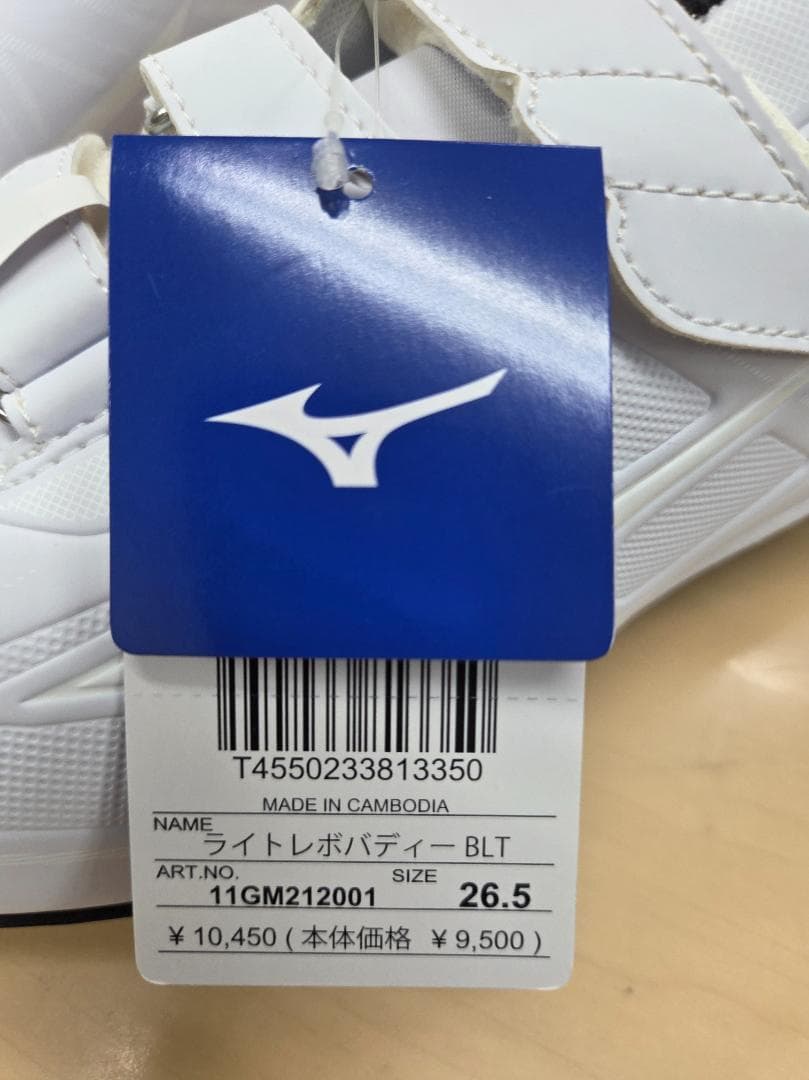 T4550233813350
MADE IN CAMBODIA
NAME ライトレボバディー BLT
ART.NO. 11GM212001 SIZE 26.5
¥ 10,450 ( 本体価格 ¥ 9,500 )